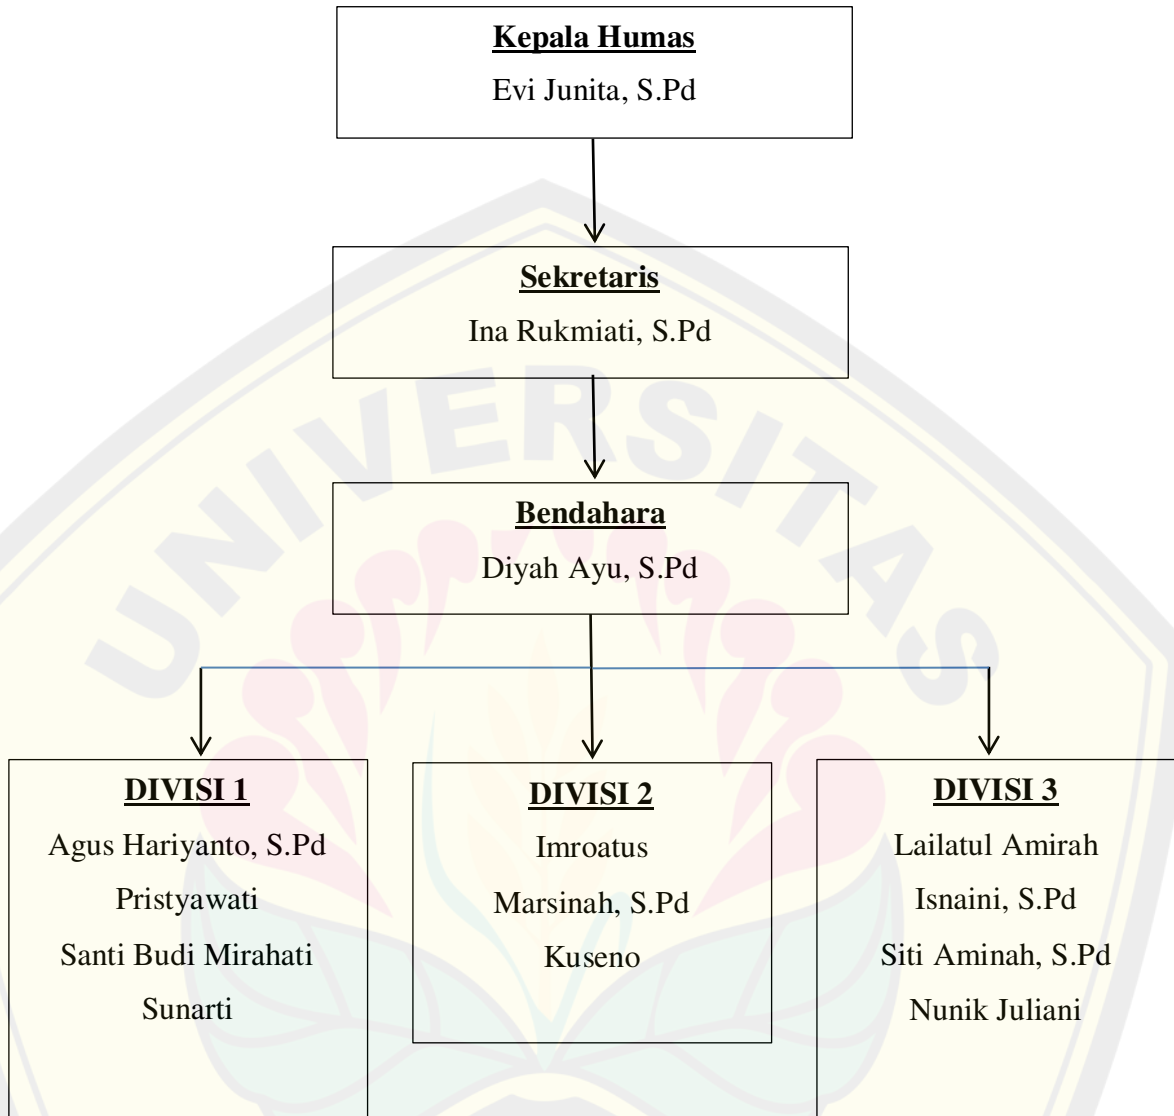 Kepala Humas
Evi Junita, S.Pd
Sekretaris
Ina Rukmiati, S.Pd
UNIVERSITAS
Bendahara
Diyah Ayu, S.Pd
DIVISI 1
Agus Hariyanto, S.Pd
Pristyawati
Santi Budi Mirahati
Sunarti
DIVISI 2
Imroatus
Marsinah, S.Pd
Kuseno
DIVISI 3
Lailatul Amirah
Isnaini, S.Pd
Siti Aminah, S.Pd
Nunik Juliani